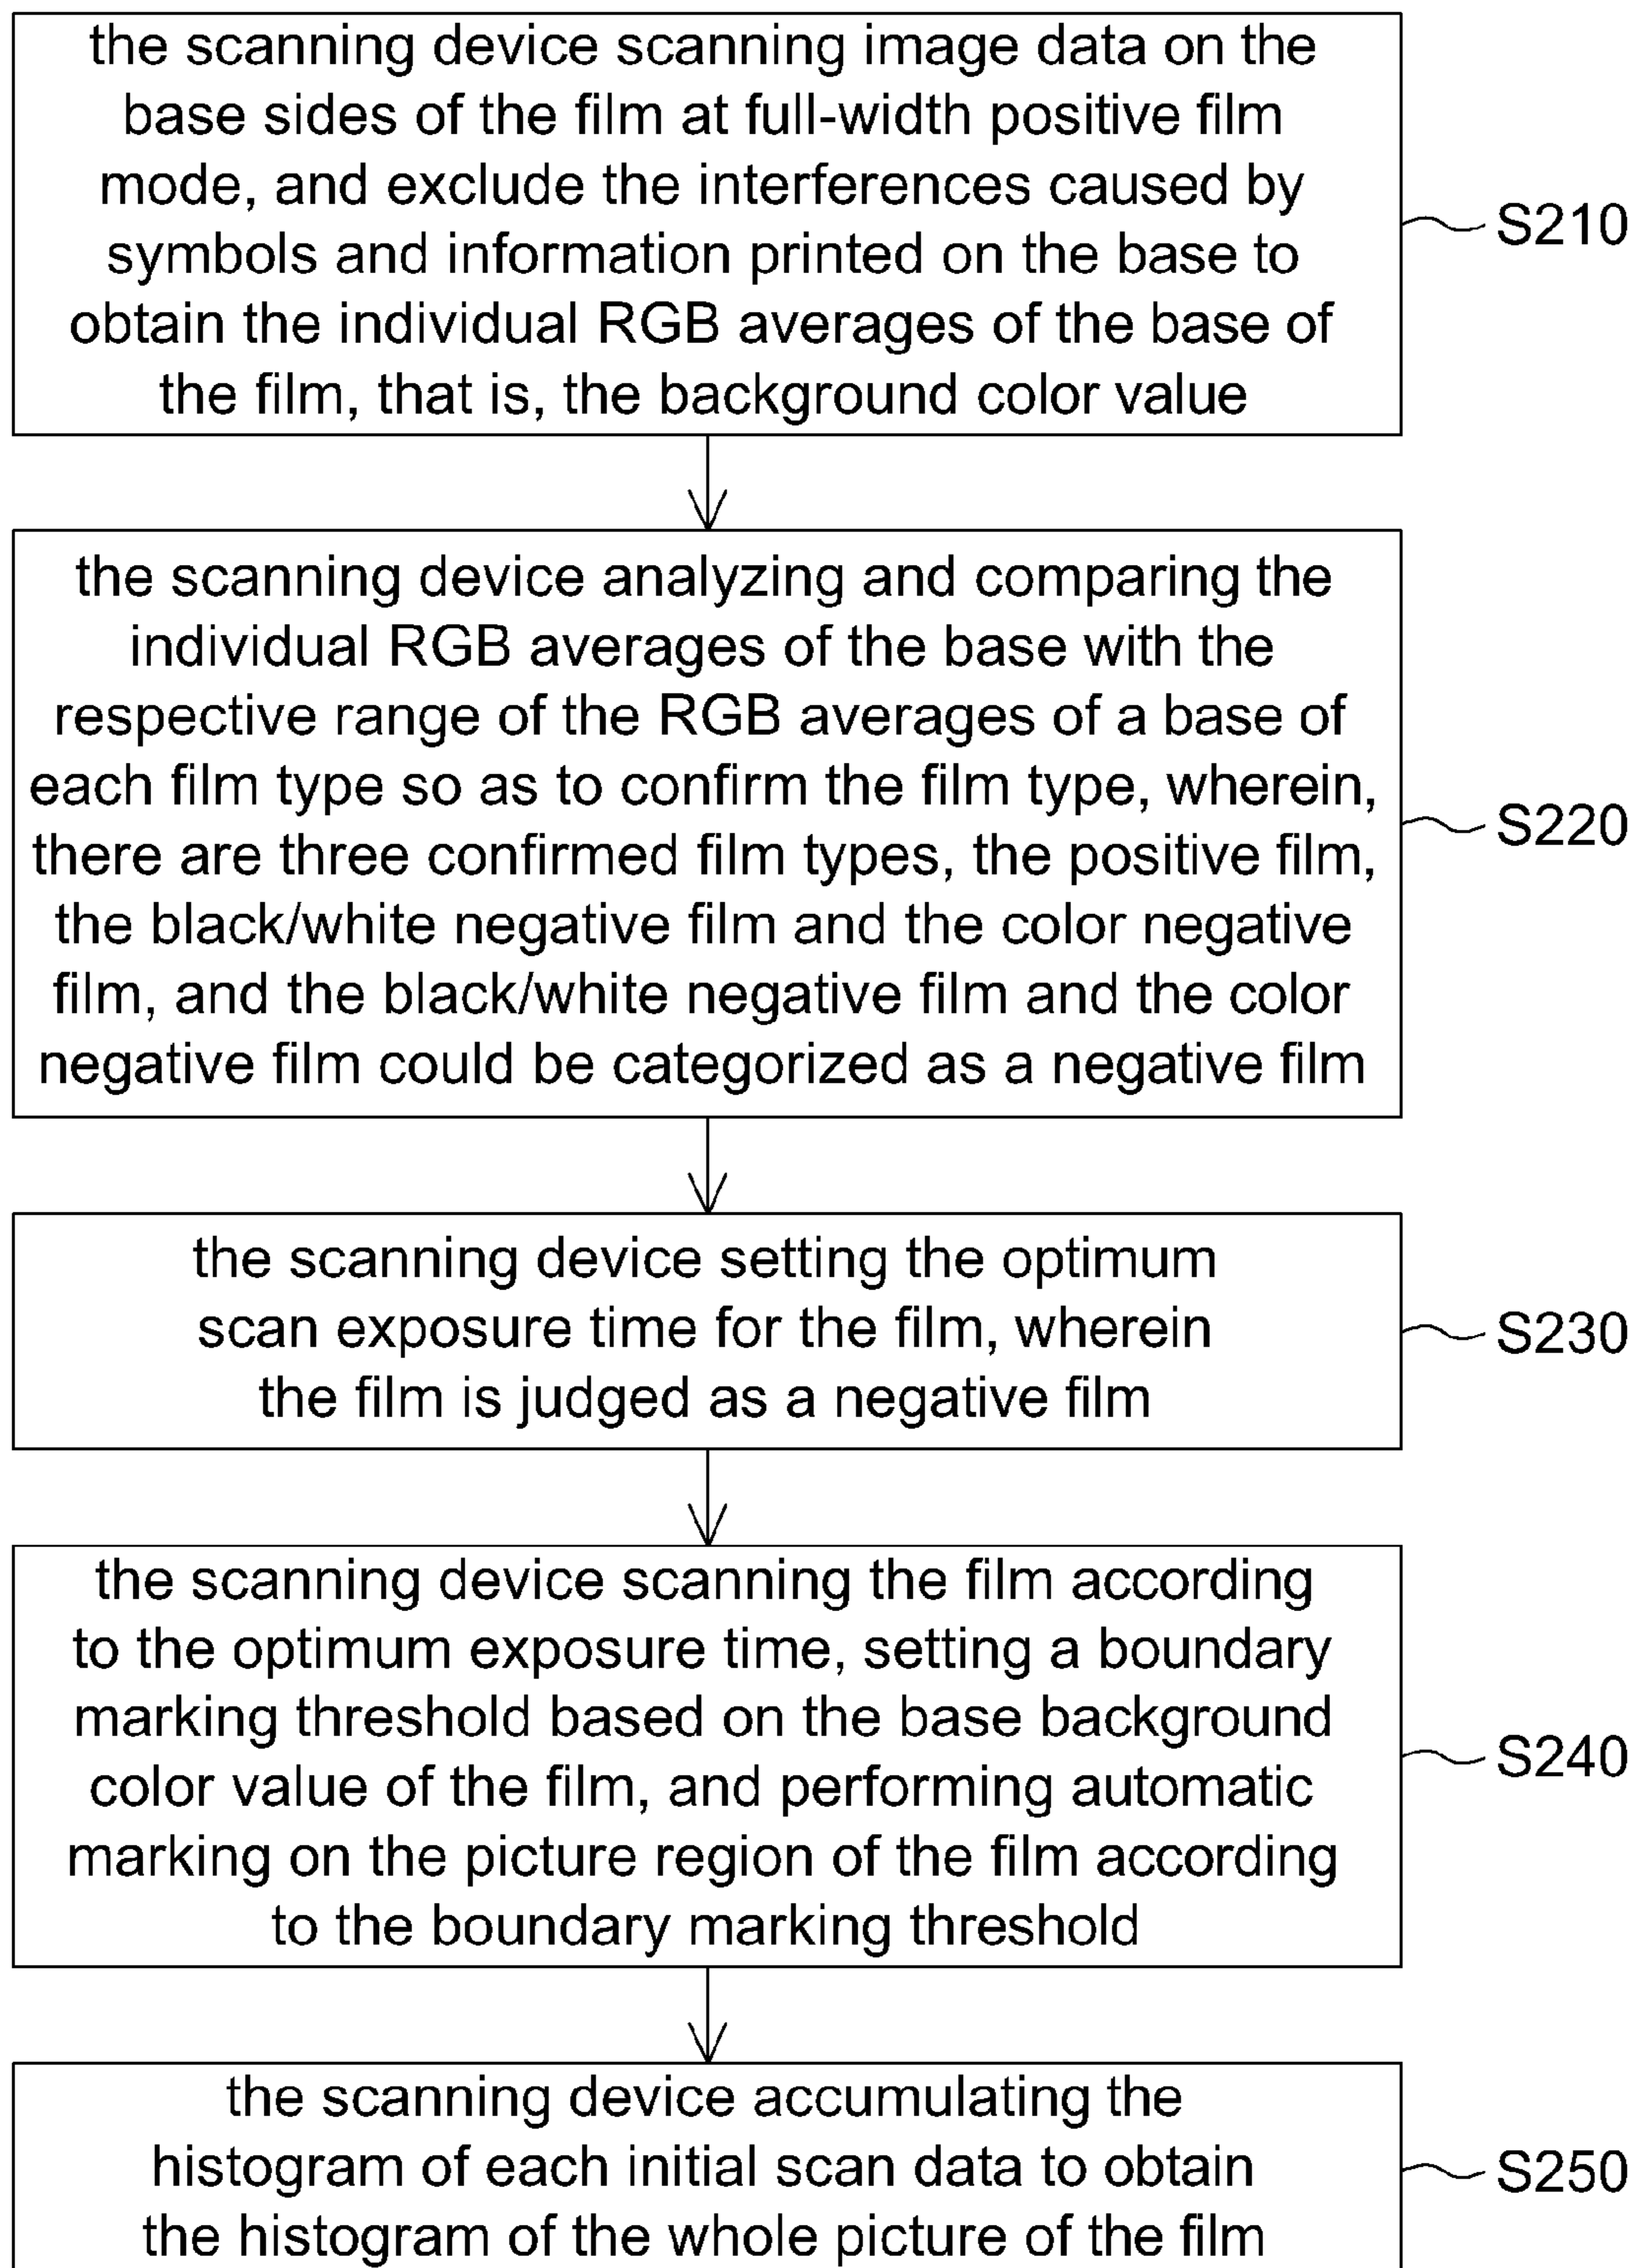 the scanning device scanning image data on the
base sides of the film at full-width positive film
mode, and exclude the interferences caused by
symbols and information printed on the base to
obtain the individual RGB averages of the base of
the film, that is, the background color value
S210
the scanning device analyzing and comparing the
individual RGB averages of the base with the
respective range of the RGB averages of a base of
each film type so as to confirm the film type, wherein,
there are three confirmed film types, the positive film,
the black/white negative film and the color negative
film, and the black/white negative film and the color
negative film could be categorized as a negative film
S220
the scanning device setting the optimum
scan exposure time for the film, wherein
the film is judged as a negative film
S230
the scanning device scanning the film according
to the optimum exposure time, setting a boundary
marking threshold based on the base background
color value of the film, and performing automatic
marking on the picture region of the film according
to the boundary marking threshold
S240
the scanning device accumulating the
histogram of each initial scan data to obtain
the histogram of the whole picture of the film
S250